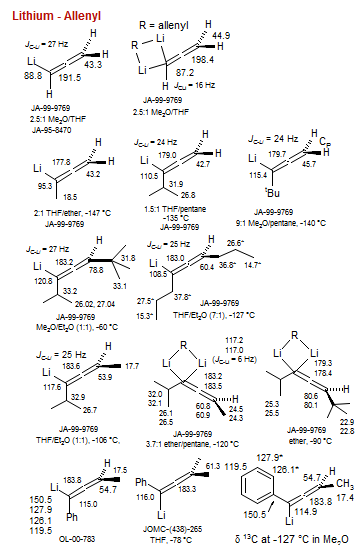 Lithium - Allenyl
J_C-Li = 27 Hz
H
H
Li
43.3
88.8
191.5
H
JA-99-9769
2.5:1 Me₂O/THF
JA-95-8470
R = allenyl
Li
R
H
44.9
H
198.4
Li
87.2
H
J_C-Li = 16 Hz
JA-99-9769
2.5:1 Me₂O/THF
H
177.8
H
Li
43.2
95.3
18.5
2:1 THF/ether, -147 °C
JA-99-9769
J_C-Li = 24 Hz
H
179.0
H
Li
42.7
110.5
31.9
26.8
1.5:1 THF/pentane
-135 °C
JA-99-9769
J_C-Li = 24 Hz
H
179.7
Li
45.7
115.4
ᵗBu
JA-99-9769
9:1 Me₂O/pentane, -140 °C
J_C-Li = 27 Hz
H
183.2
31.8
Li
78.8
120.8
33.1
33.2
26.02, 27.04
JA-99-9769
Me₂O/Et₂O (1:1), -60 °C
J_C-Li = 25 Hz
H
26.6*
183.0
Li
60.4
36.8*
14.7*
108.5
37.8*
27.5*
15.3*
JA-99-9769
THF/Et₂O (7:1), -127 °C
J_C-Li = 25 Hz
H
183.6
17.7
Li
53.9
117.6
32.9
26.7
JA-99-9769
THF/Et₂O (1:1), -106 °C,
R
117.2
117.0
Li
Li
(J_C-Li = 6 Hz)
183.2
183.5
32.0
32.1
H
26.1
26.5
60.8
60.9
24.5
24.3
JA-99-9769
3.7:1 ether/pentane, -120 °C
R
Li
Li
179.3
178.4
H
80.6
80.1
25.3
25.5
22.9
22.8
JA-99-9769
ether, -90 °C
H
17.5
183.8
Li
54.7
115.0
150.5
127.9
126.1
119.5
Ph
OL-00-783
61.3
Ph
116.0
183.3
Li
JOMC-(438)-265
THF, -78 °C
127.9*
119.5
126.1*
H
54.7
CH₃
183.8
17.4
150.5
114.9
Li
δ ¹³C at -127 °C in Me₂O